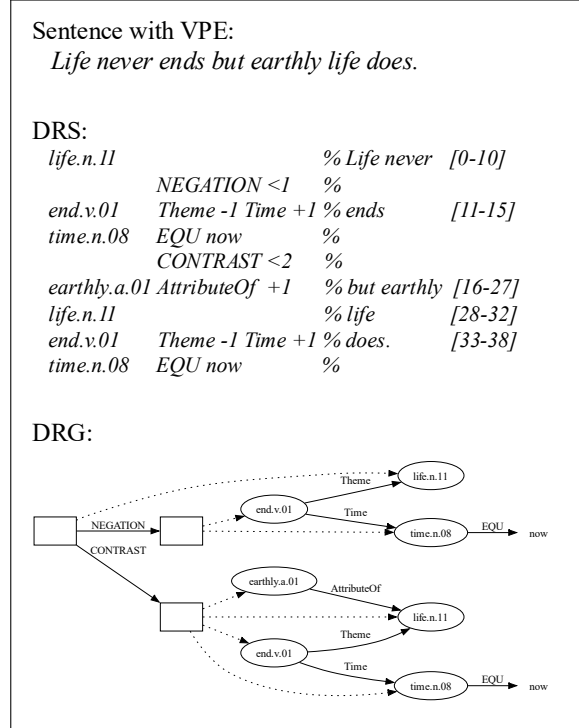 Sentence with VPE:
Life never ends but earthly life does.
DRS:
life.n.11 % Life never [0-10]
NEGATION <1 %
end.v.01 Theme -1 Time +1 % ends [11-15]
time.n.08 EQU now %
CONTRAST <2 %
earthly.a.01 AttributeOf +1 % but earthly [16-27]
life.n.11 % life [28-32]
end.v.01 Theme -1 Time +1 % does. [33-38]
time.n.08 EQU now %
DRG:
life.n.11
Theme
end.v.01
NEGATION
Time
EQU
time.n.08
now
CONTRAST
earthly.a.01
AttributeOf
life.n.11
Theme
end.v.01
Time
EQU
time.n.08
now